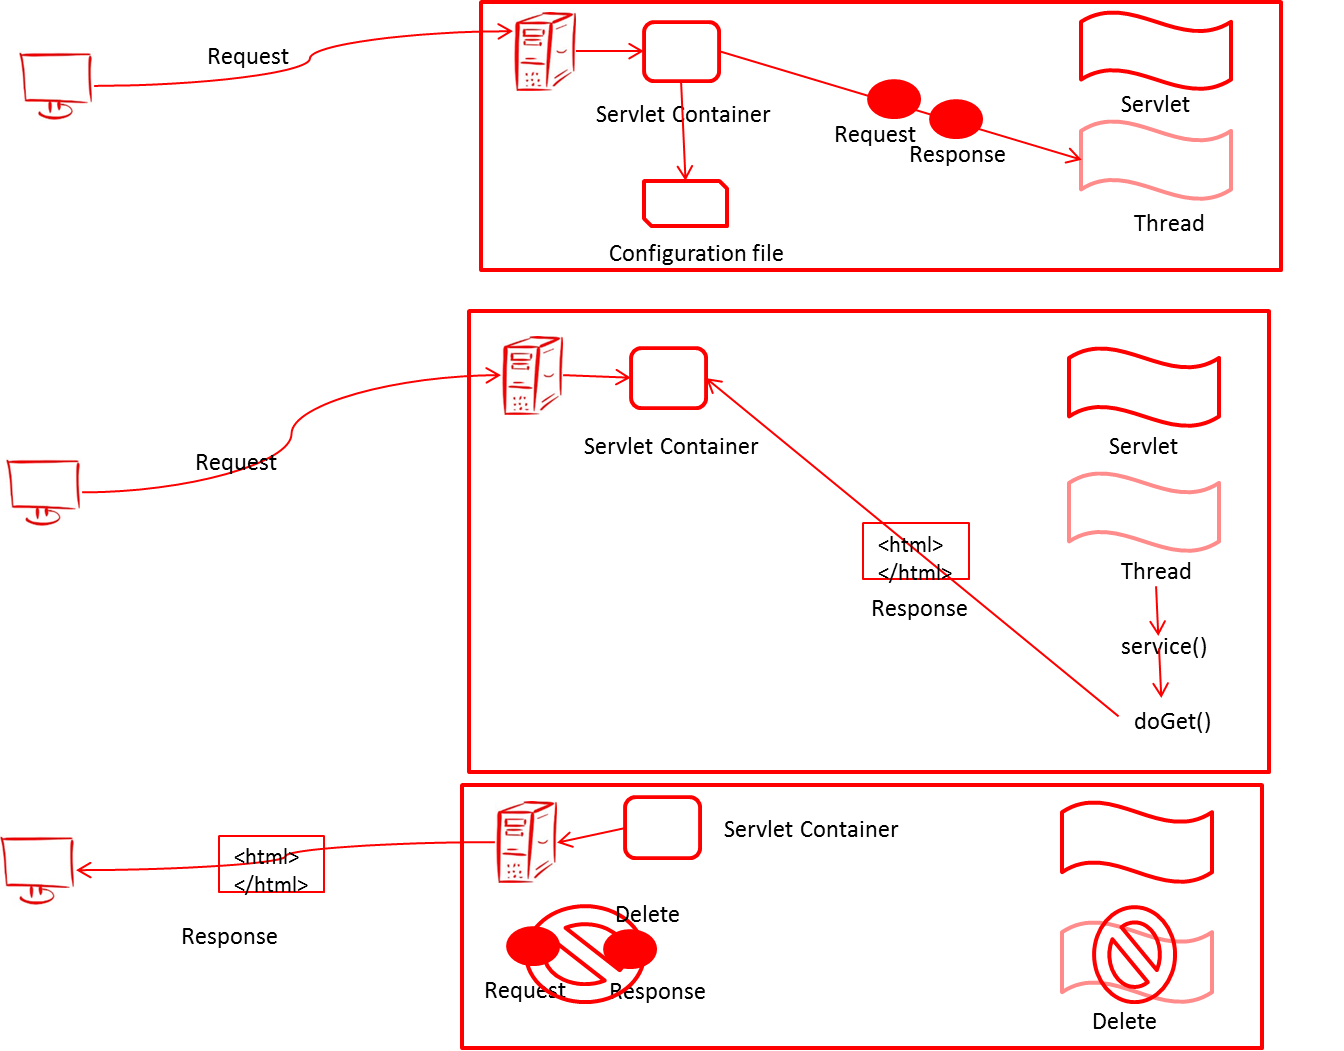 Request
Servlet Container
Configuration file
Request
Response
Servlet
Thread
Request
Servlet Container
<html>
</html>
Response
Servlet
Thread
service()
doGet()
<html>
</html>
Response
Servlet Container
Delete
Request
Response
Delete